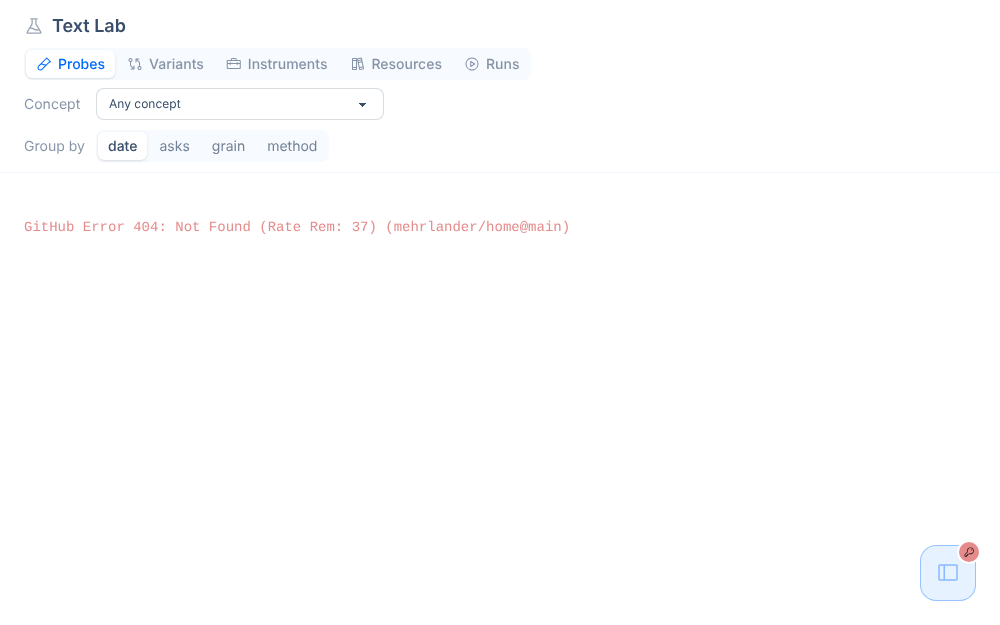 Text Lab
Probes Variants Instruments Resources Runs
Concept Any concept
Group by date asks grain method
GitHub Error 404: Not Found (Rate Rem: 37) (mehrlander/home@main)